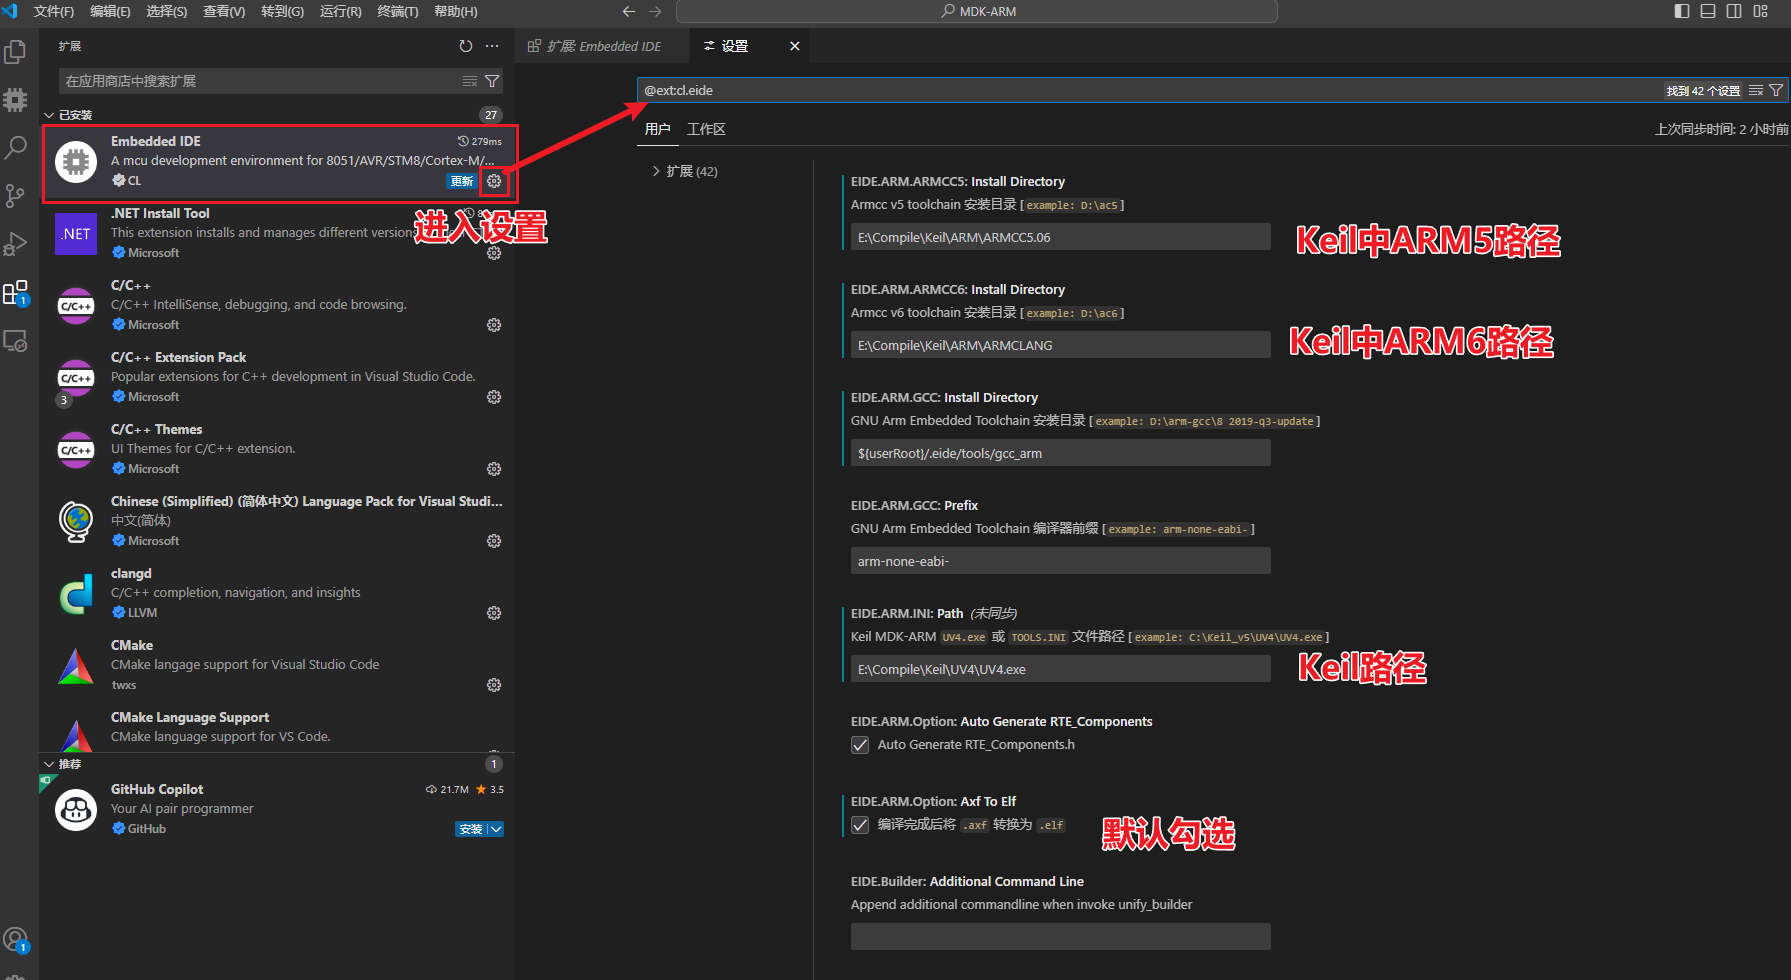 文件(F) 编辑(E) 选择(S) 查看(V) 转到(G) 运行(R) 终端(T) 帮助(H)
MDK-ARM
扩展
在应用商店中搜索扩展
已安装 27
Embedded IDE 279ms
A mcu development environment for 8051/AVR/STM8/Cortex-M/...
CL 更新
.NET Install Tool
This extension installs and manages different versions
Microsoft
.NET
进入设置
C/C++
C/C++ IntelliSense, debugging, and code browsing.
Microsoft
C/C++
C/C++ Extension Pack
Popular extensions for C++ development in Visual Studio Code.
Microsoft
C/C++
3
C/C++ Themes
UI Themes for C/C++ extension.
Microsoft
C/C++
Chinese (Simplified) (简体中文) Language Pack for Visual Studi...
中文(简体)
Microsoft
clangd
C/C++ completion, navigation, and insights
LLVM
CMake
CMake langage support for Visual Studio Code
twxs
CMake Language Support
CMake language support for VS Code.
推荐 1
GitHub Copilot 21.7M 3.5
Your AI pair programmer
GitHub 安装
1
1
扩展: Embedded IDE
设置
@ext:cl.eide
找到 42 个设置
用户 工作区
上次同步时间: 2 小时前
扩展 (42)
EIDE.ARM.ARMCC5: Install Directory
Armcc v5 toolchain 安装目录 [example: D:\ac5]
E:\Compile\Keil\ARM\ARMCC5.06
Keil中ARM5路径
EIDE.ARM.ARMCC6: Install Directory
Armcc v6 toolchain 安装目录 [example: D:\ac6]
E:\Compile\Keil\ARM\ARMCLANG
Keil中ARM6路径
EIDE.ARM.GCC: Install Directory
GNU Arm Embedded Toolchain 安装目录 [example: D:\arm-gcc\8 2019-q3-update]
${userRoot}/.eide/tools/gcc_arm
EIDE.ARM.GCC: Prefix
GNU Arm Embedded Toolchain 编译器前缀 [example: arm-none-eabi-]
arm-none-eabi-
EIDE.ARM.INI: Path (未同步)
Keil MDK-ARM UV4.exe 或 TOOLS.INI 文件路径 [example: C:\Keil_v5\UV4\UV4.exe]
E:\Compile\Keil\UV4\UV4.exe
Keil路径
EIDE.ARM.Option: Auto Generate RTE_Components
Auto Generate RTE_Components.h
EIDE.ARM.Option: Axf To Elf
编译完成后将 .axf 转换为 .elf
默认勾选
EIDE.Builder: Additional Command Line
Append additional commandline when invoke unify_builder